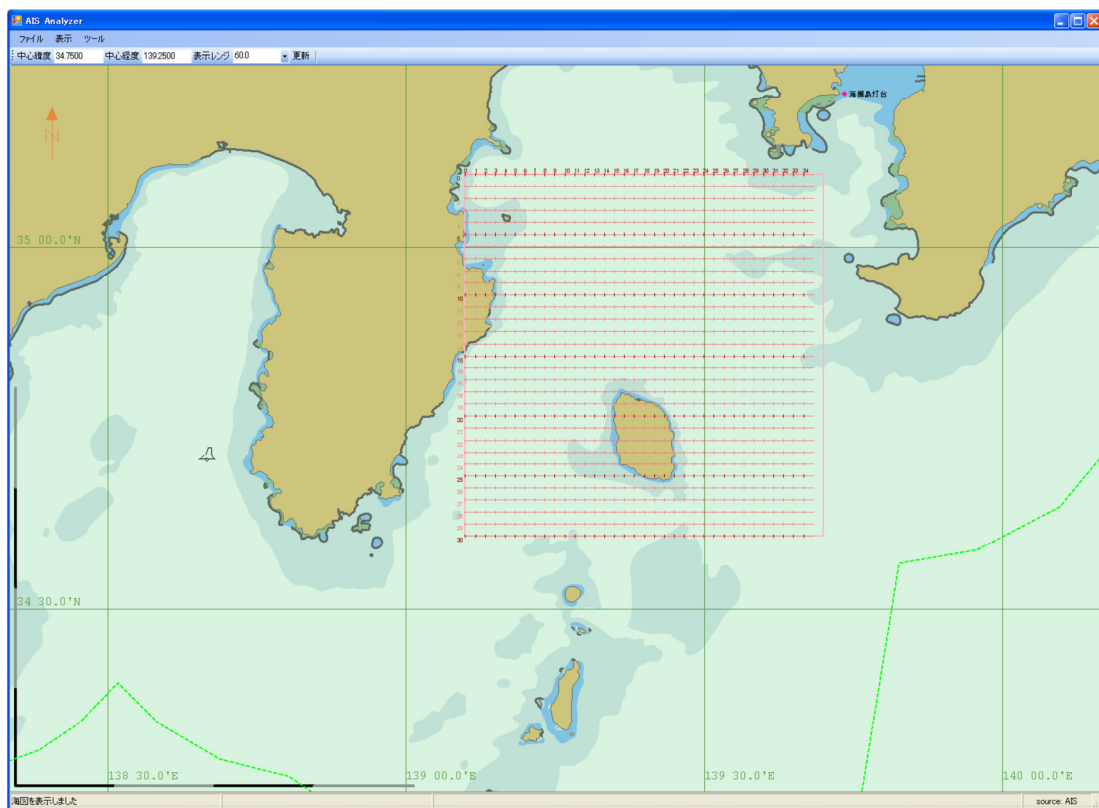 AIS Analyzer
ファイル 表示 ツール
中心緯度 34.7500 中心経度 139.2500 表示レンジ 60.0 更新
N
海獺島灯台
0 1 2 3 4 5 6 7 8 9 10 11 12 13 14 15 16 17 18 19 20 21 22 23 24 25 26 27 28 29 30 31 32 33 34
35 00.0'N
10
15
20
25
30
34 30.0'N
138 30.0'E 139 00.0'E 139 30.0'E 140 00.0'E
海図を表示しました source: AIS